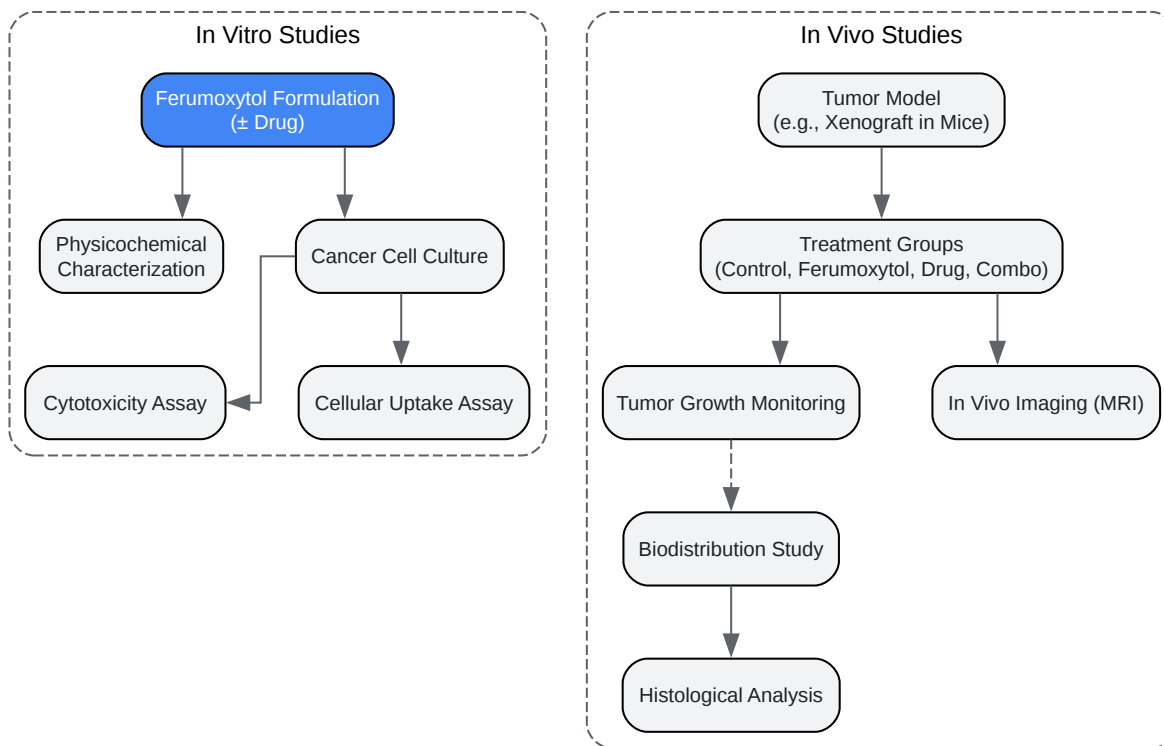 In Vitro Studies
Ferumoxytol Formulation
(± Drug)
Physicochemical
Characterization
Cancer Cell Culture
Cytotoxicity Assay
Cellular Uptake Assay
In Vivo Studies
Tumor Model
(e.g., Xenograft in Mice)
Treatment Groups
(Control, Ferumoxytol, Drug, Combo)
Tumor Growth Monitoring
In Vivo Imaging (MRI)
Biodistribution Study
Histological Analysis